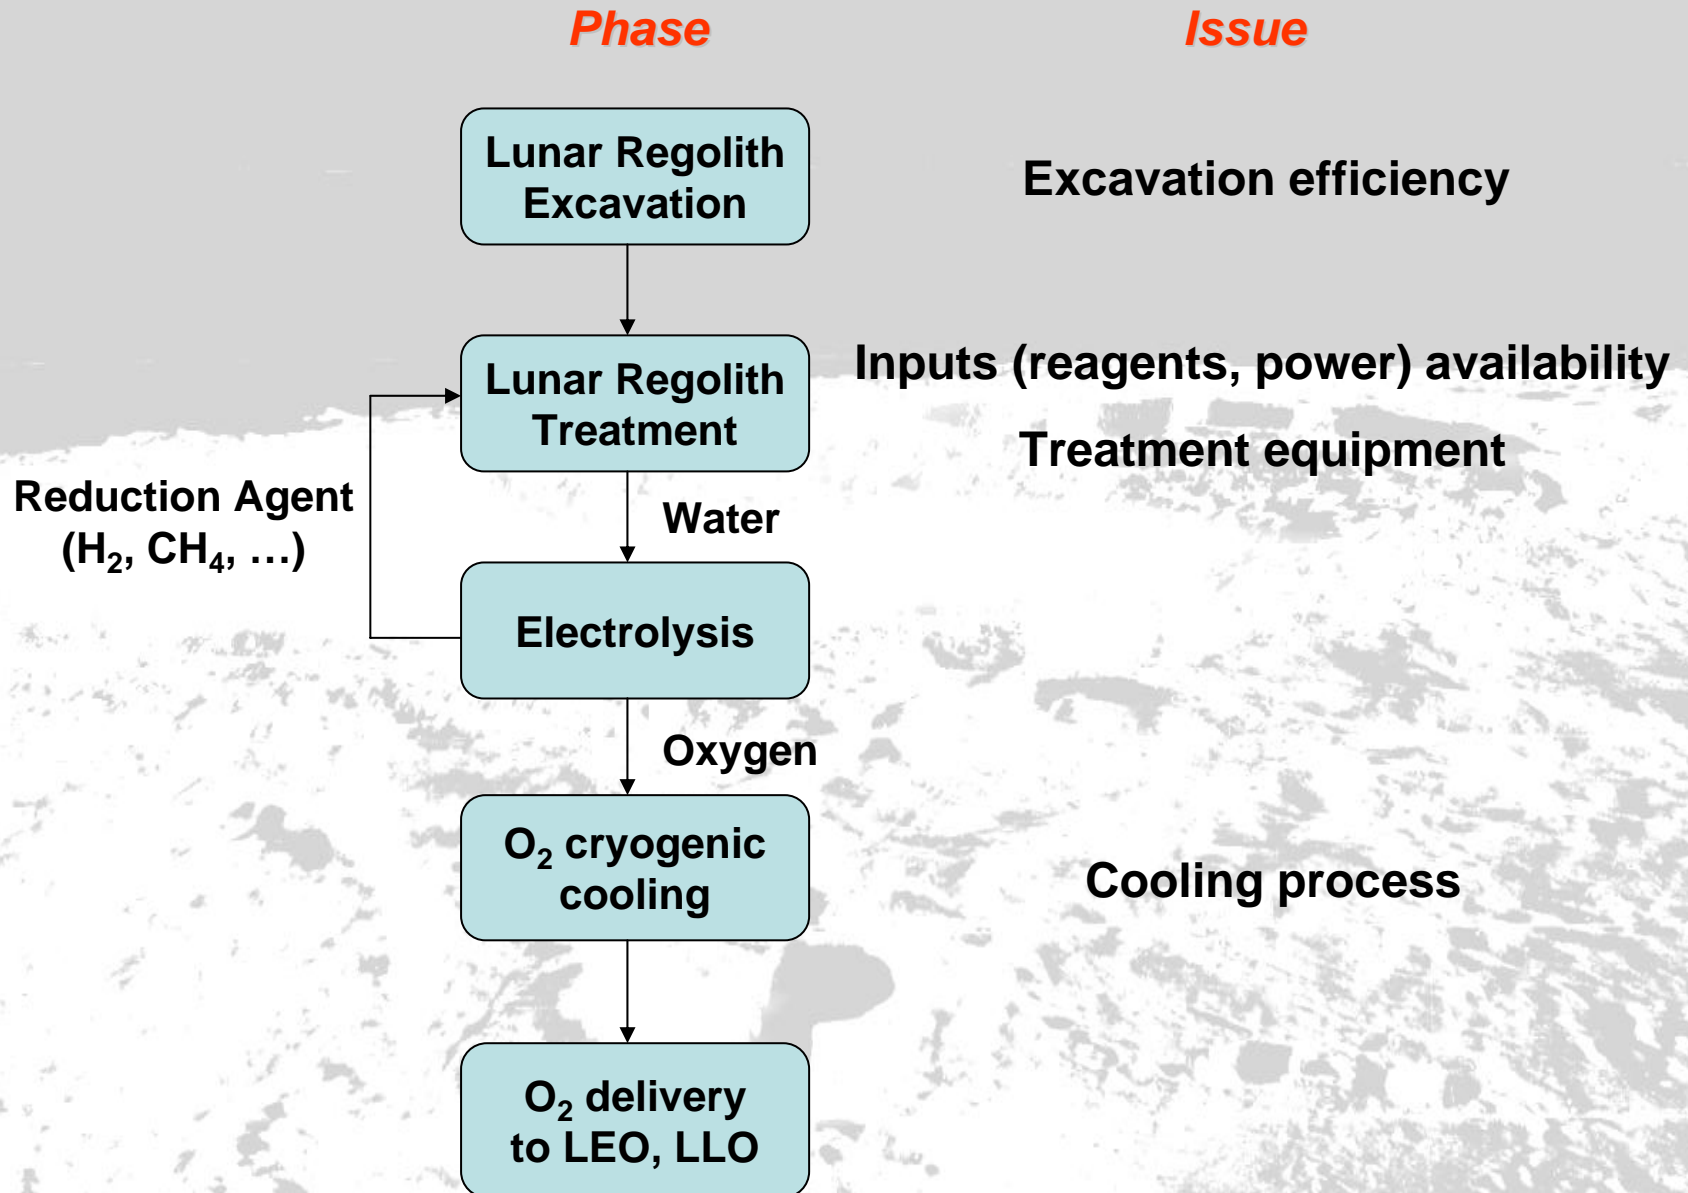 Phase
Issue
Lunar Regolith
Excavation
Excavation efficiency
Lunar Regolith
Treatment
Inputs (reagents, power) availability
Treatment equipment
Reduction Agent
(H₂, CH₄, …)
Water
Electrolysis
Oxygen
O₂ cryogenic
cooling
Cooling process
O₂ delivery
to LEO, LLO